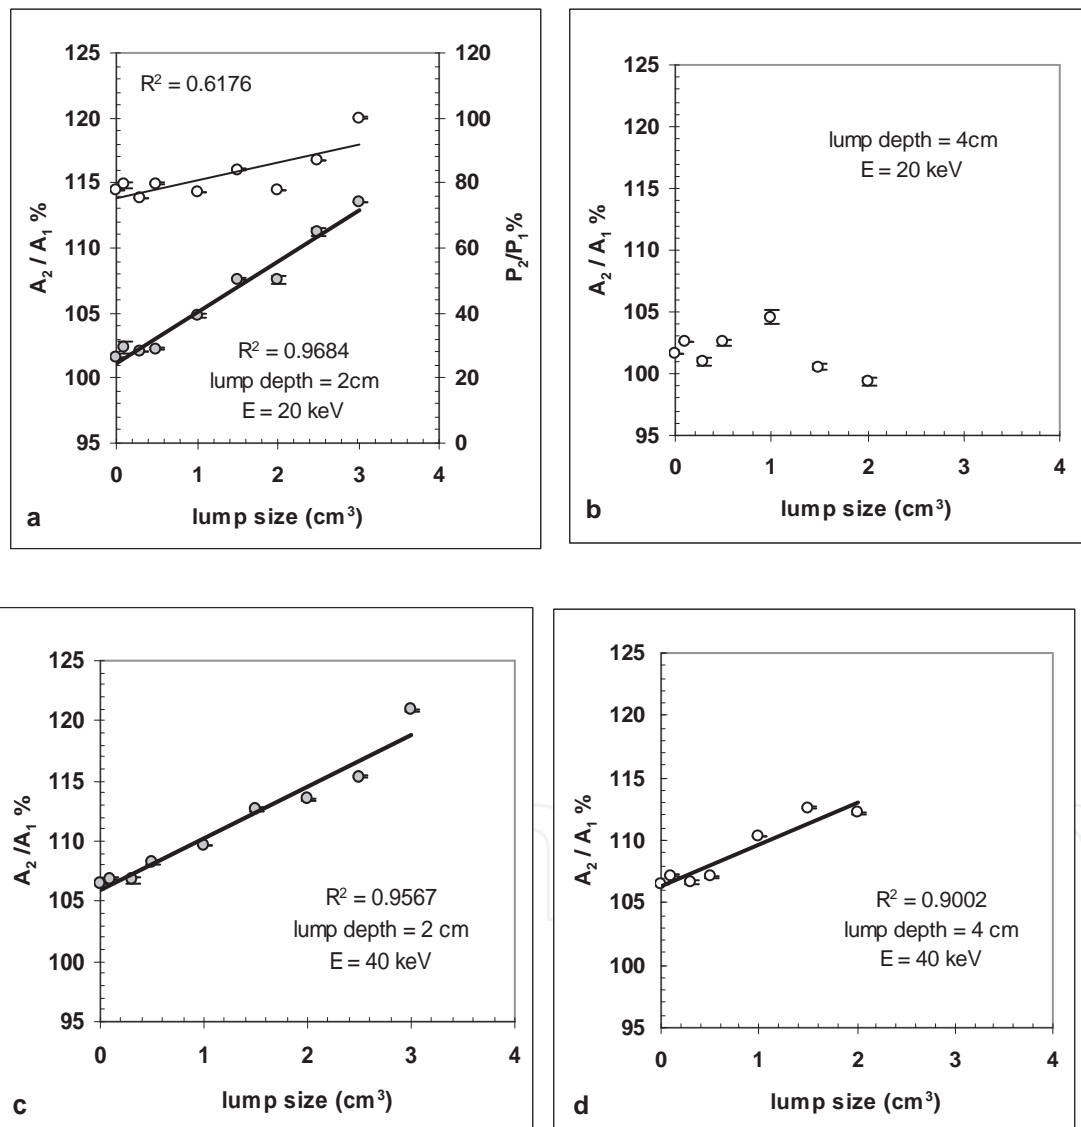 125
120
115
110
105
100
95
A₂ / A₁ %
120
100
80
60
40
20
0
P₂/P₁%
R² = 0.6176
R² = 0.9684
lump depth = 2cm
E = 20 keV
0 1 2 3 4
lump size (cm³)
a
125
120
115
110
105
100
95
A₂ / A₁ %
lump depth = 4cm
E = 20 keV
0 1 2 3 4
lump size (cm³)
b
125
120
115
110
105
100
95
A₂ /A₁ %
R² = 0.9567
lump depth = 2 cm
E = 40 keV
0 1 2 3 4
lump size (cm³)
c
125
120
115
110
105
100
95
A₂ / A₁ %
R² = 0.9002
lump depth = 4 cm
E = 40 keV
0 1 2 3 4
lump size (cm³)
d